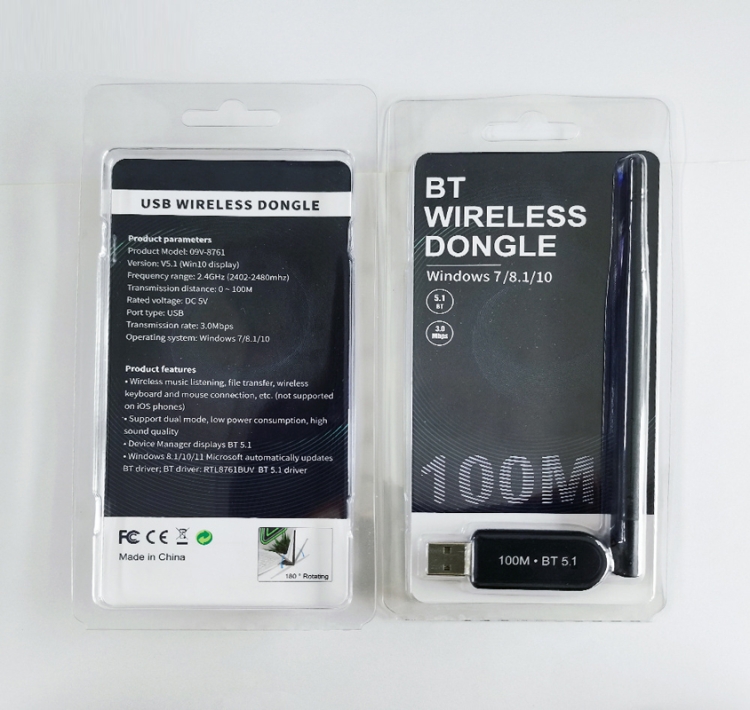 USB WIRELESS DONGLE
Product parameters
Product Model: 09V-8761
Version: V5.1 (Win10 display)
Frequency range: 2.4GHz (2402-2480mhz)
Transmission distance: 0 ~ 100M
Rated voltage: DC 5V
Port type: USB
Transmission rate: 3.0Mbps
Operating system: Windows 7/8.1/10
Product features
• Wireless music listening, file transfer, wireless
keyboard and mouse connection, etc. (not supported
on iOS phones)
• Support dual mode, low power consumption, high
sound quality
• Device Manager displays BT 5.1
• Windows 8.1/10/11 Microsoft automatically updates
BT driver; BT driver: RTL8761BUV BT 5.1 driver
FC CE
Made in China
180 ° Rotating
BT
WIRELESS
DONGLE
Windows 7/8.1/10
5.1
BT
3.0
Mbps
100M
100M • BT 5.1